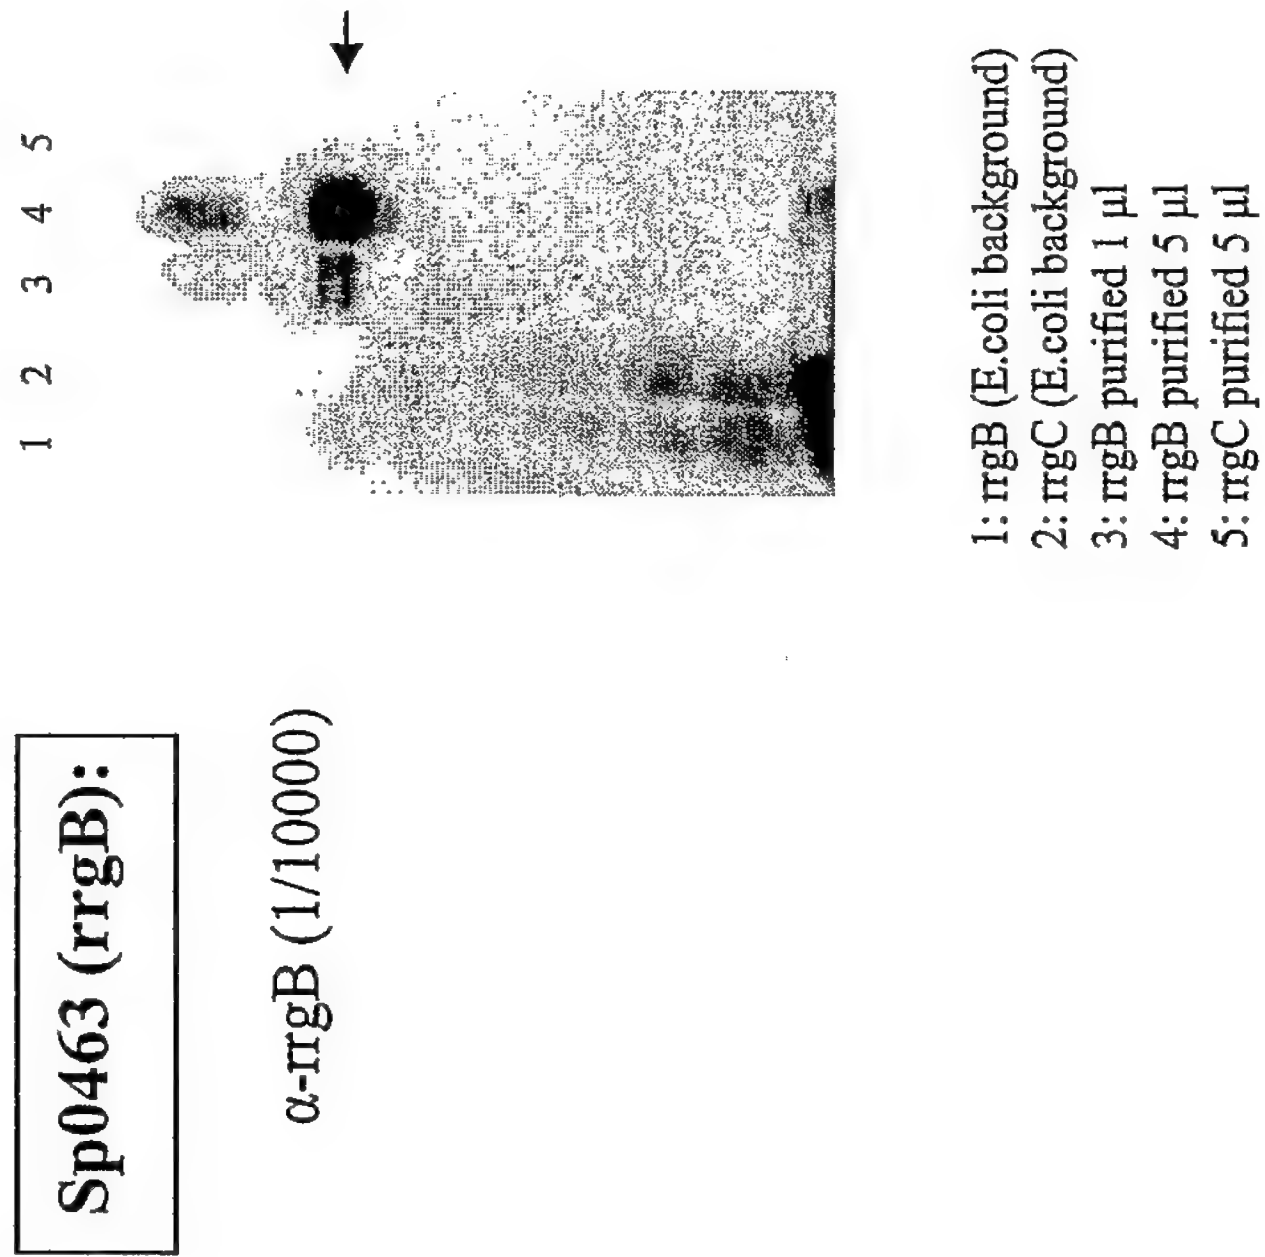 Sp0463 (rrgB):
α-rrgB (1/10000)
1 2 3 4 5
1: rrgB (E.coli background)
2: rrgC (E.coli background)
3: rrgB purified 1 µl
4: rrgB purified 5 µl
5: rrgC purified 5 µl